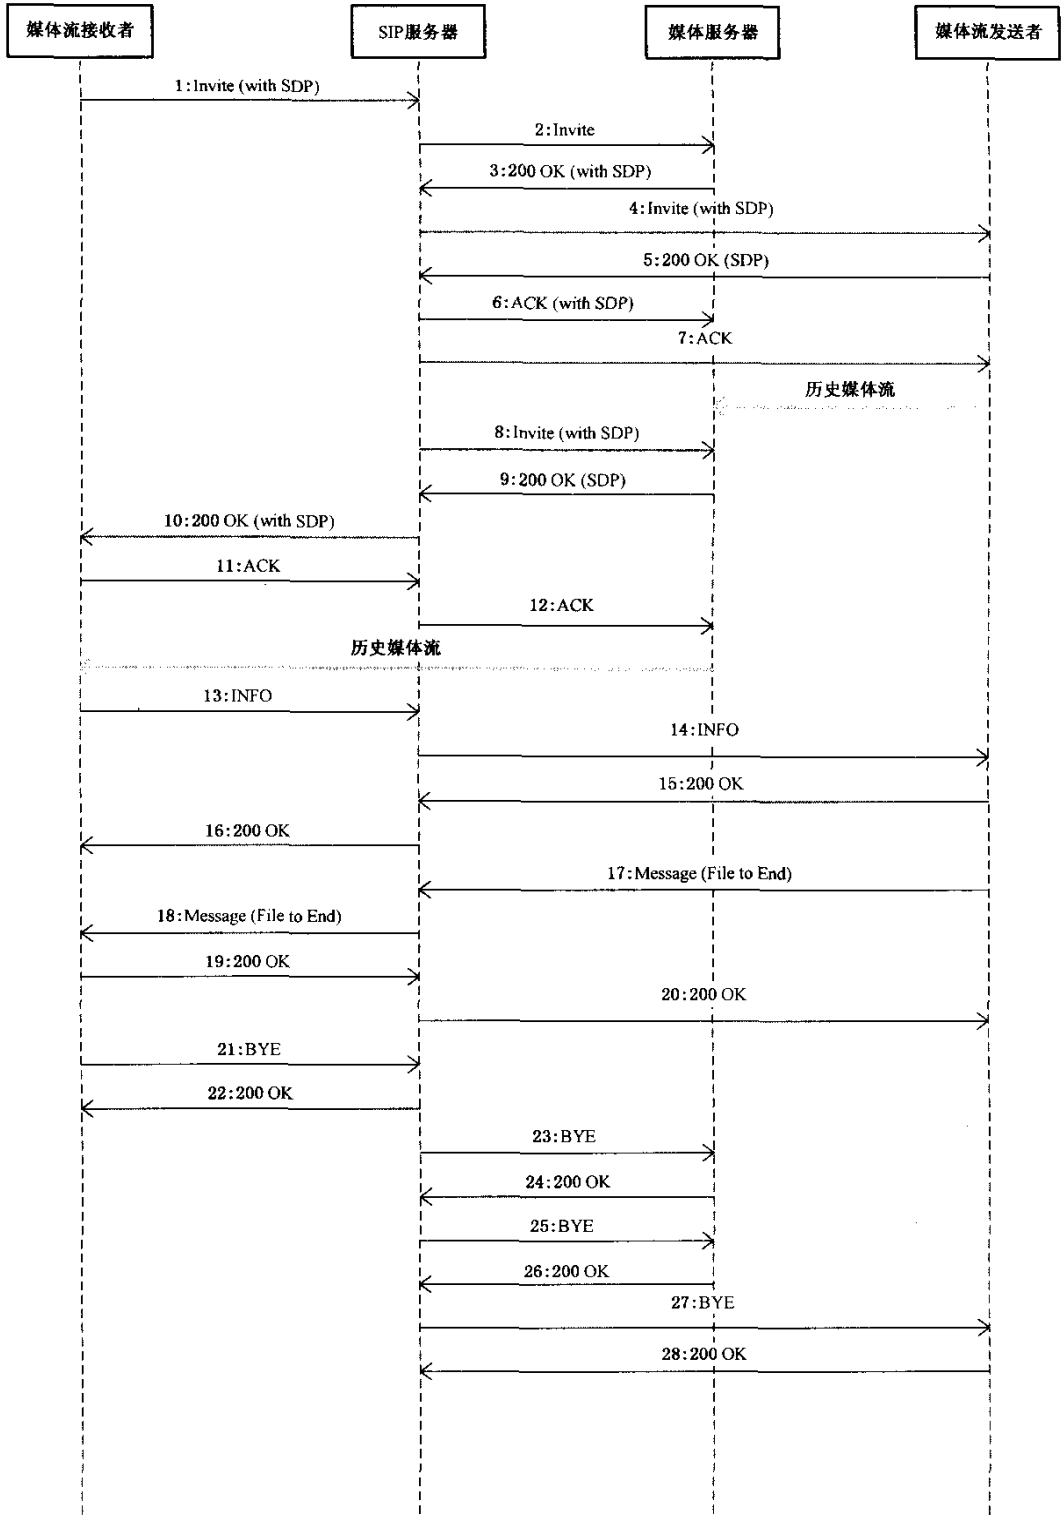 媒体流接收者
SIP服务器
媒体服务器
媒体流发送者
1:Invite (with SDP)
2:Invite
3:200 OK (with SDP)
4:Invite (with SDP)
5:200 OK (SDP)
6:ACK (with SDP)
7:ACK
历史媒体流
8:Invite (with SDP)
9:200 OK (SDP)
10:200 OK (with SDP)
11:ACK
12:ACK
历史媒体流
13:INFO
14:INFO
15:200 OK
16:200 OK
17:Message (File to End)
18:Message (File to End)
19:200 OK
20:200 OK
21:BYE
22:200 OK
23:BYE
24:200 OK
25:BYE
26:200 OK
27:BYE
28:200 OK